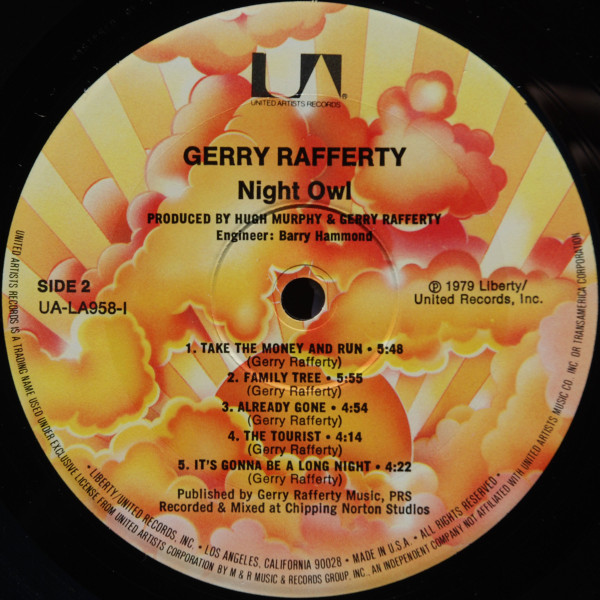 UA
UNITED ARTISTS RECORDS®
GERRY RAFFERTY
Night Owl
PRODUCED BY HUGH MURPHY & GERRY RAFFERTY
Engineer: Barry Hammond
SIDE 2
UA-LA958-I
℗ 1979 Liberty/
United Records, Inc.
1. TAKE THE MONEY AND RUN • 5:48
(Gerry Rafferty)
2. FAMILY TREE • 5:55
(Gerry Rafferty)
3. ALREADY GONE • 4:54
(Gerry Rafferty)
4. THE TOURIST • 4:14
(Gerry Rafferty)
5. IT'S GONNA BE A LONG NIGHT • 4:22
(Gerry Rafferty)
Published by Gerry Rafferty Music, PRS
Recorded & Mixed at Chipping Norton Studios
• LIBERTY/UNITED RECORDS, INC. • LOS ANGELES, CALIFORNIA 90028 • MADE IN U.S.A. • ALL RIGHTS RESERVED •
UNITED ARTISTS RECORDS IS A TRADING NAME USED UNDER EXCLUSIVE LICENSE FROM UNITED ARTISTS CORPORATION BY M & R MUSIC & RECORDS GROUP, INC., AN INDEPENDENT COMPANY NOT AFFILIATED WITH UNITED ARTISTS MUSIC CO. INC OR TRANSAMERICA CORPORATION